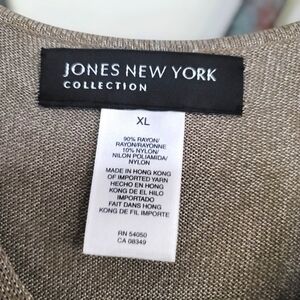 JONES NEW YORK
COLLECTION
XL
90% RAYON/
RAYON/RAYONNE
10% NYLON/
NILON POLIAMIDA/
NYLON
MADE IN HONG KONG
OF IMPORTED YARN
HECHO EN HONG
KONG DE EL HILO
IMPORTADO
FAIT DANS HONG
KONG DE FIL IMPORTE
RN 54050
CA 08349